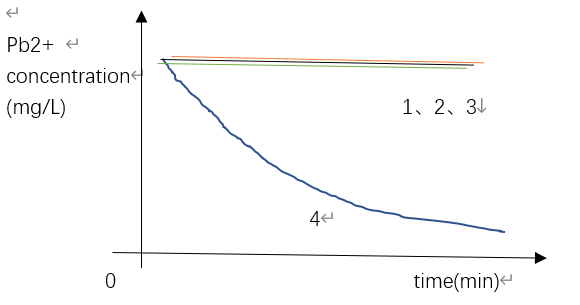 Pb2+
concentration
(mg/L)
1、2、3
4
0
time(min)